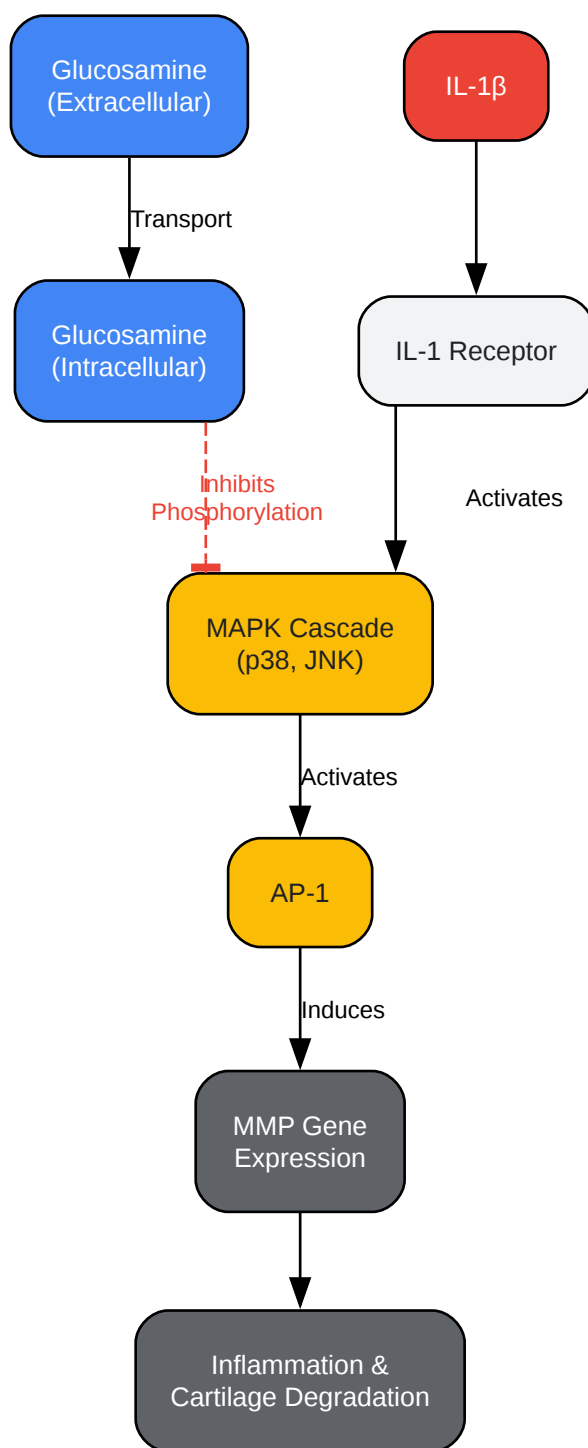 Glucosamine
(Extracellular)
IL-1β
Transport
Glucosamine
(Intracellular)
IL-1 Receptor
Inhibits
Phosphorylation
Activates
MAPK Cascade
(p38, JNK)
Activates
AP-1
Induces
MMP Gene
Expression
Inflammation &
Cartilage Degradation